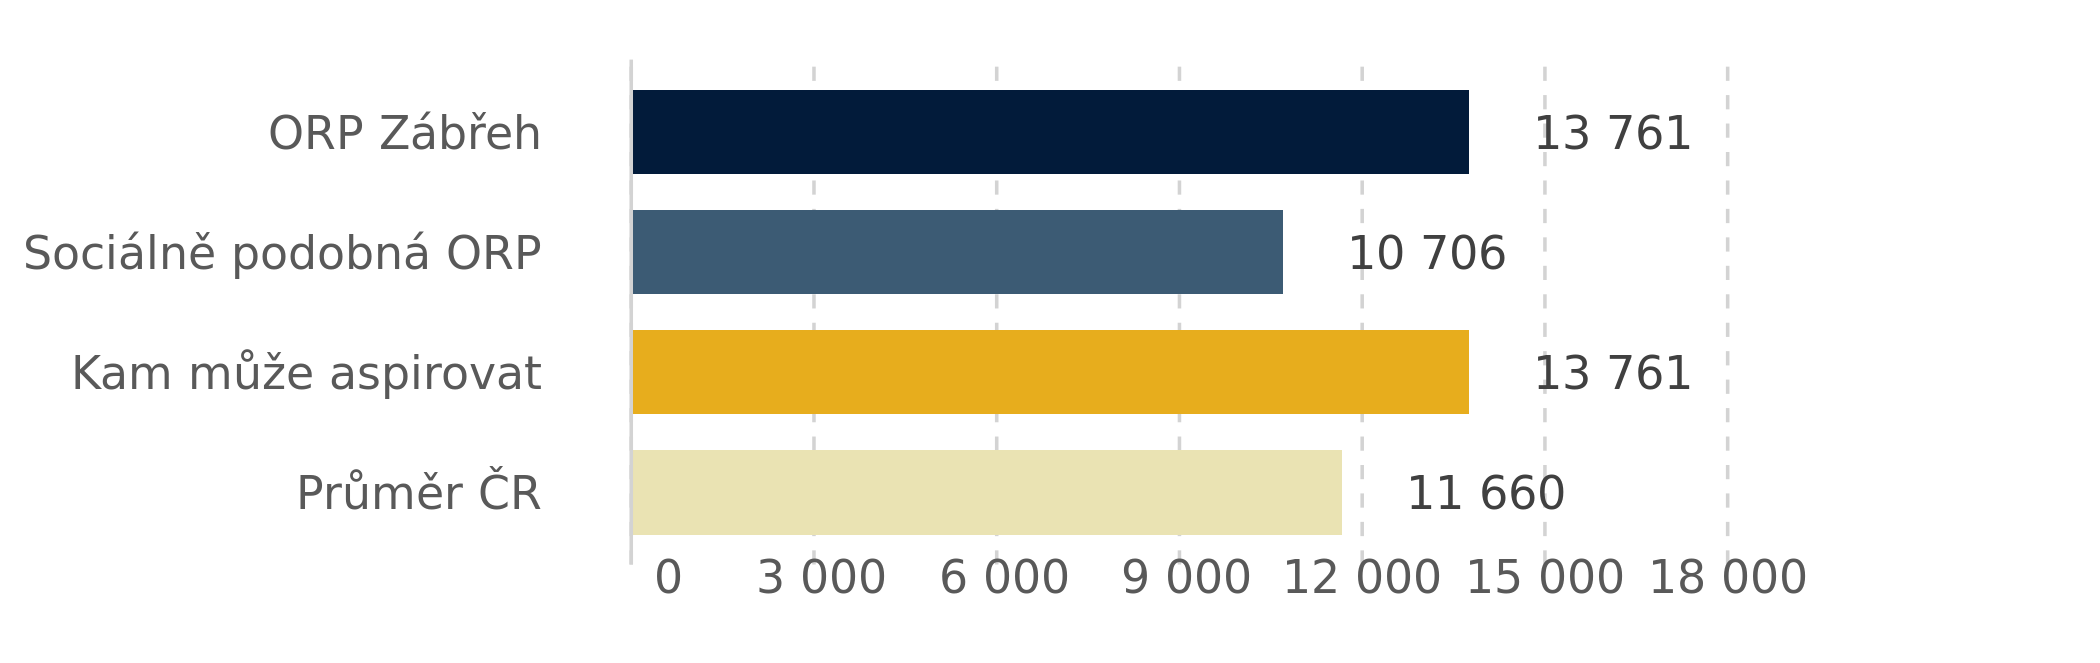 ORP Zábřeh 13 761
Sociálně podobná ORP 10 706
Kam může aspirovat 13 761
Průměr ČR 11 660
0 3 000 6 000 9 000 12 000 15 000 18 000